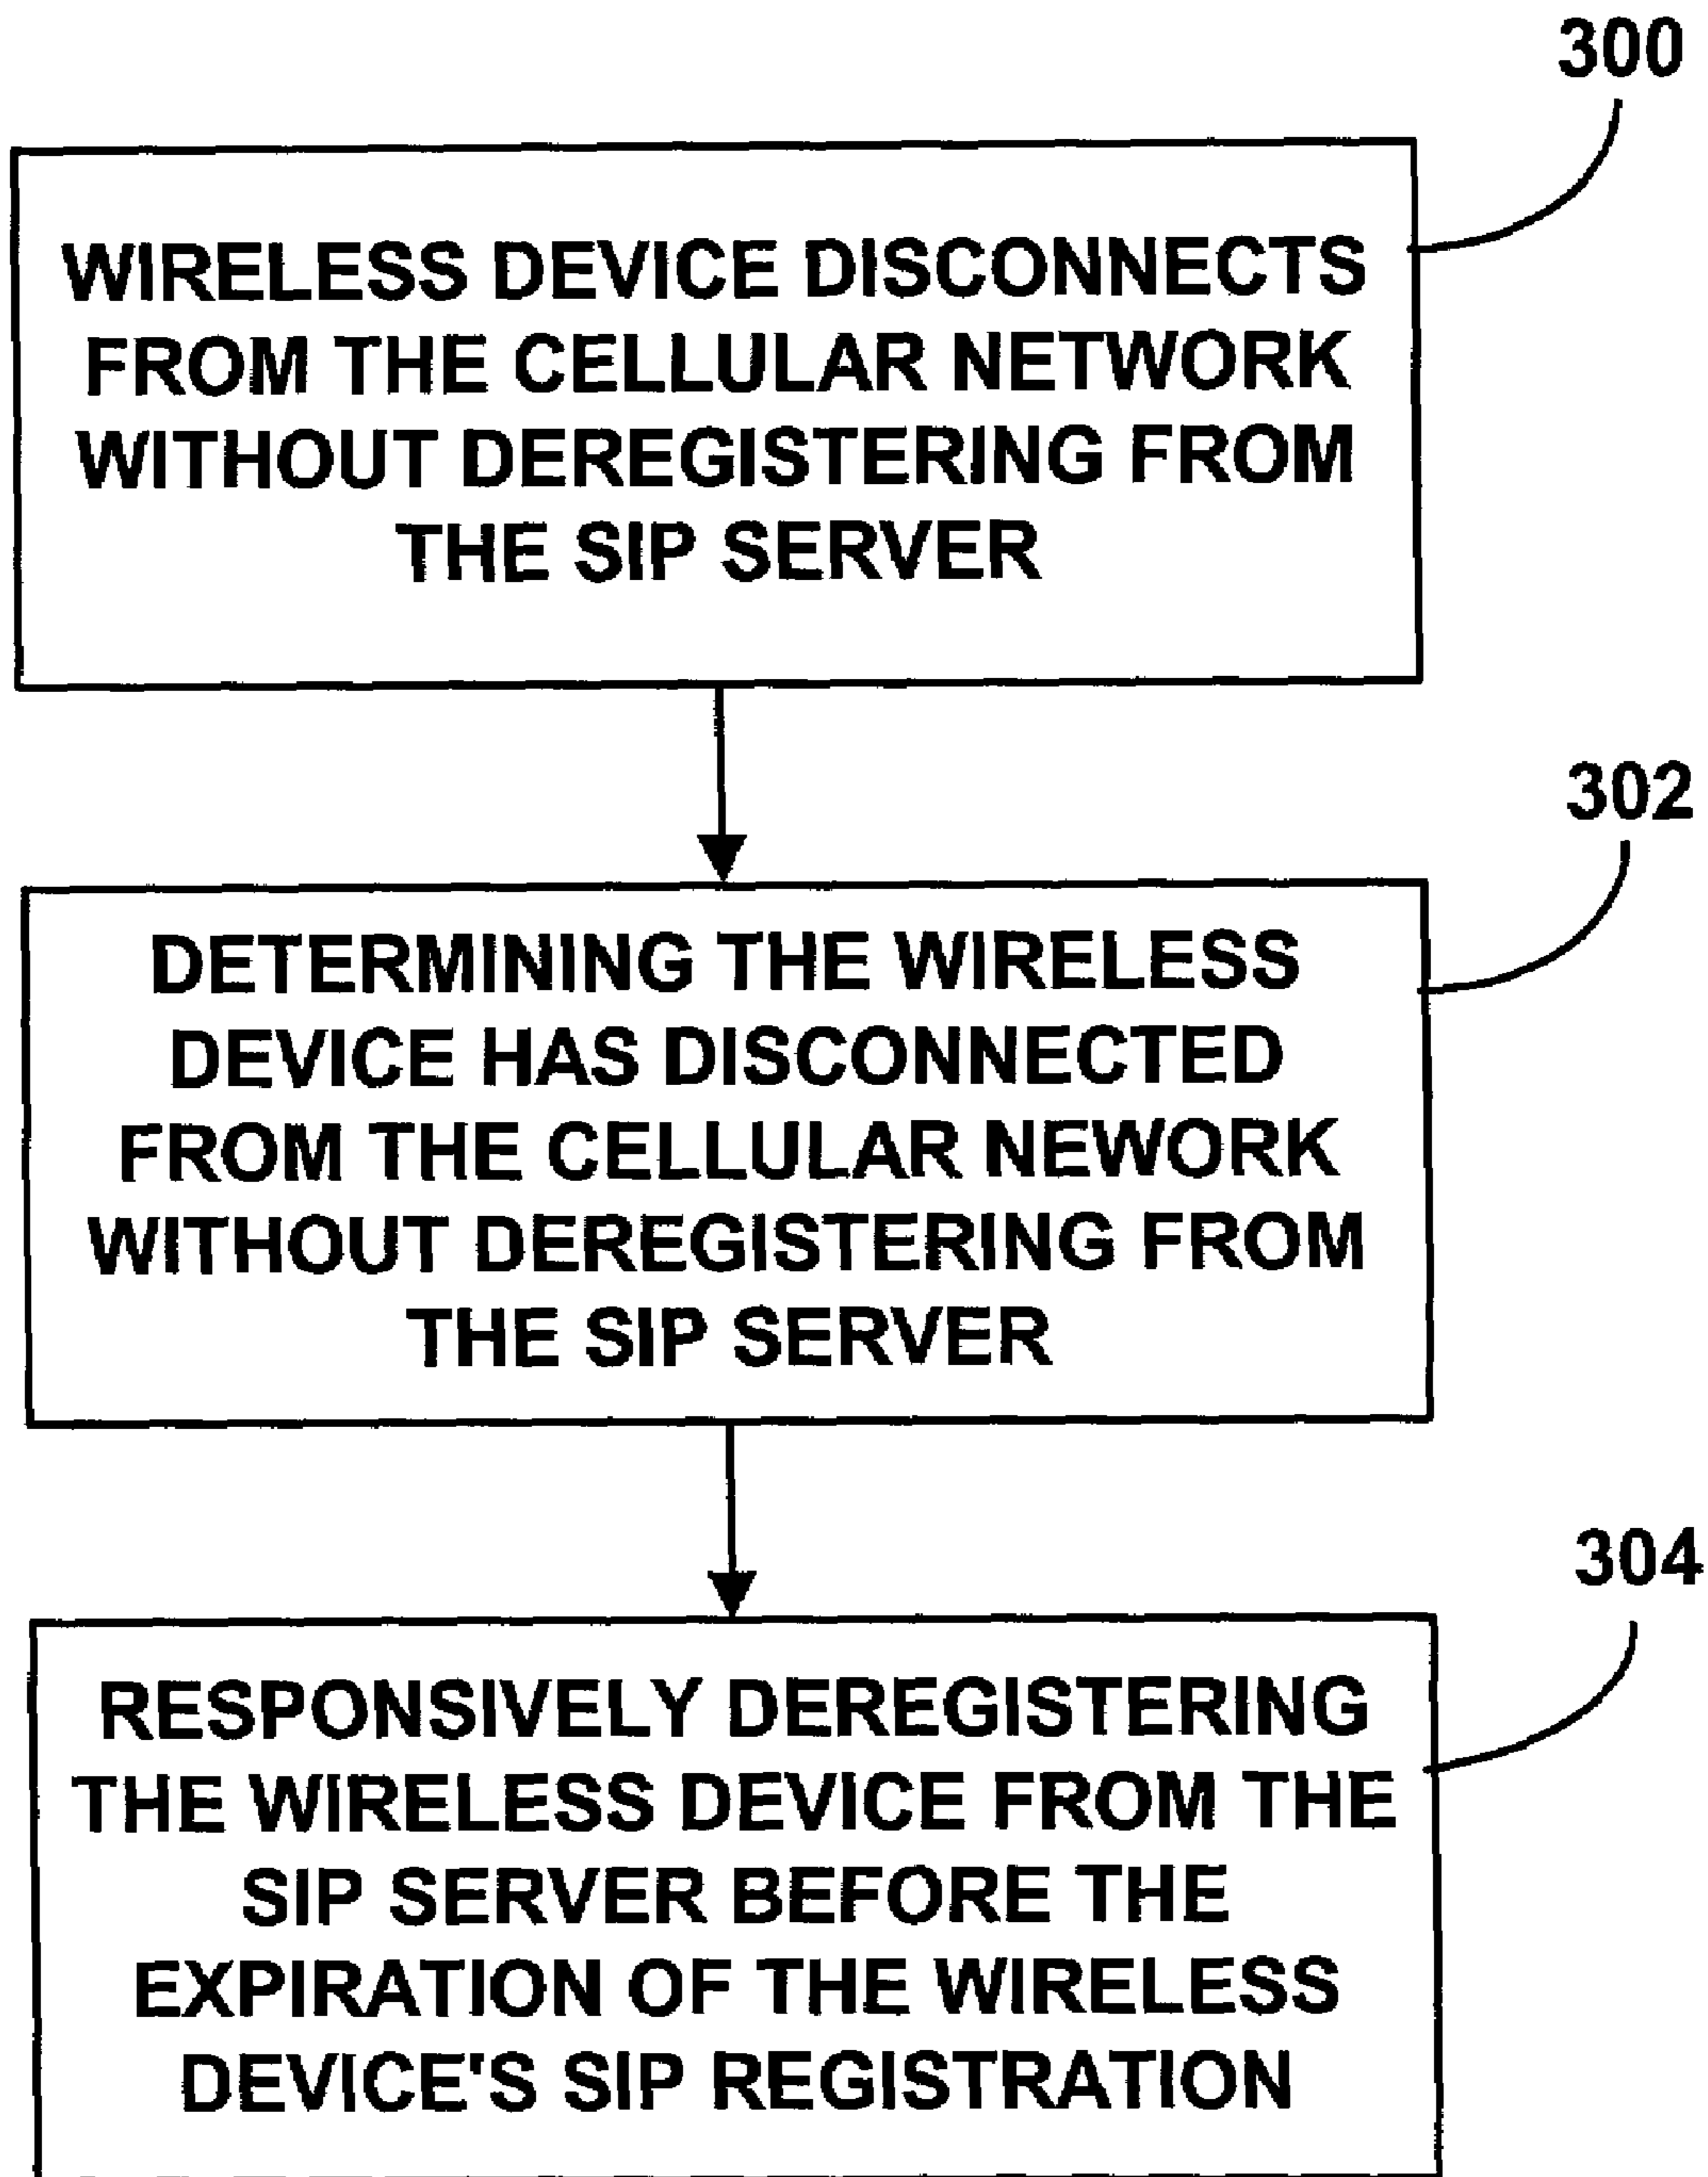 300
WIRELESS DEVICE DISCONNECTS
FROM THE CELLULAR NETWORK
WITHOUT DEREGISTERING FROM
THE SIP SERVER
302
DETERMINING THE WIRELESS
DEVICE HAS DISCONNECTED
FROM THE CELLULAR NEWORK
WITHOUT DEREGISTERING FROM
THE SIP SERVER
304
RESPONSIVELY DEREGISTERING
THE WIRELESS DEVICE FROM THE
SIP SERVER BEFORE THE
EXPIRATION OF THE WIRELESS
DEVICE'S SIP REGISTRATION